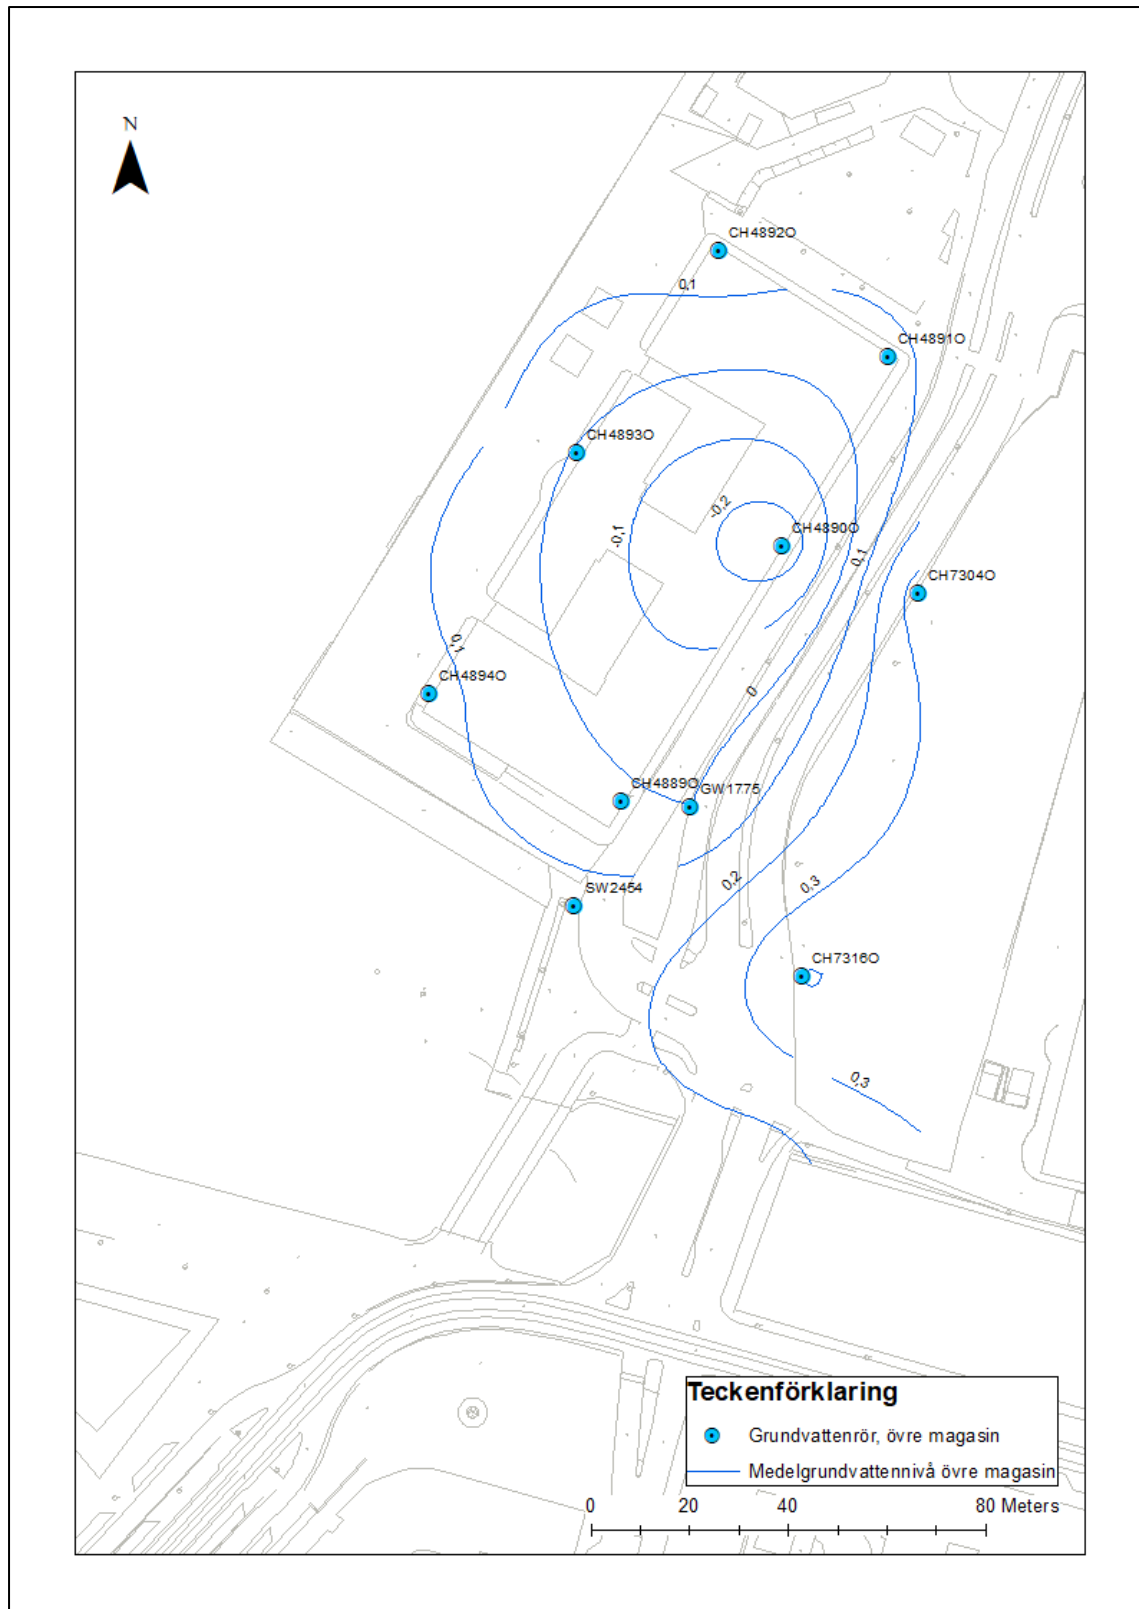 N
CH4892O
0,1
CH4891O
CH4893O
-0,2
CH4890O
-0,1
0,1
CH7304O
0,1
CH4894O
0
CH4889O
GW1775
0,2
0,3
SW2454
CH7316O
0,3
Teckenförklaring
Grundvattenrör, övre magasin
Medelgrundvattennivå övre magasin
0 20 40 80 Meters